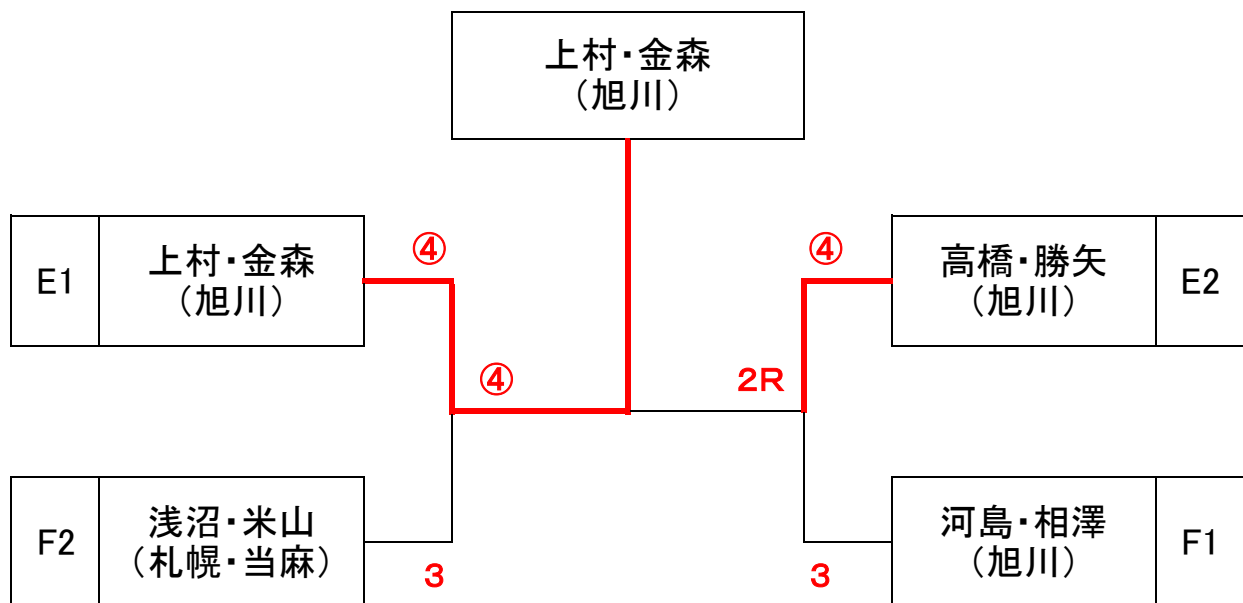 上村・金森
（旭川）
E1
上村・金森
（旭川）
④
④
高橋・勝矢
（旭川）
E2
④
2R
F2
浅沼・米山
（札幌・当麻）
3
3
河島・相澤
（旭川）
F1